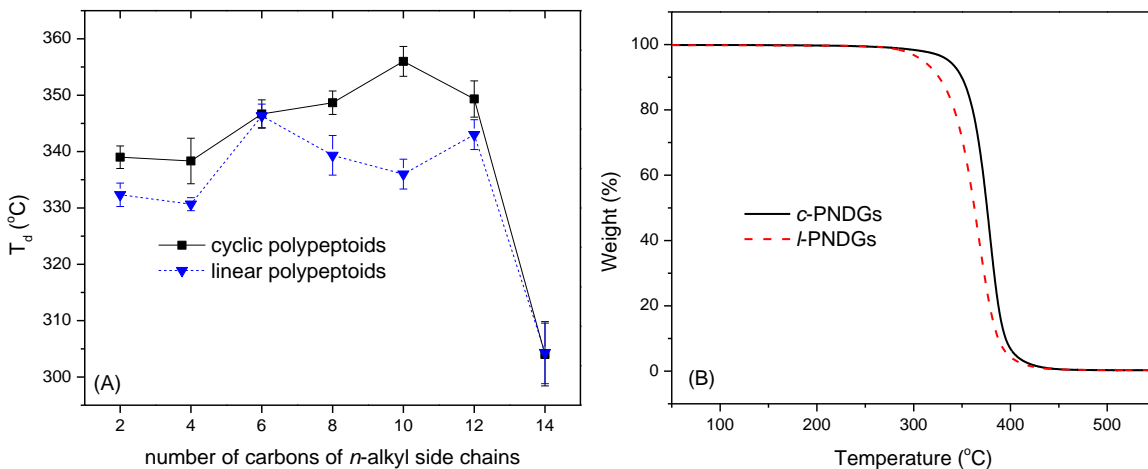 360
350
340
330
320
310
300
T_d (°C)
cyclic polypeptoids
linear polypeptoids
(A)
2 4 6 8 10 12 14
number of carbons of n-alkyl side chains
100
80
60
40
20
0
Weight (%)
c-PNDGs
l-PNDGs
(B)
100 200 300 400 500
Temperature (°C)